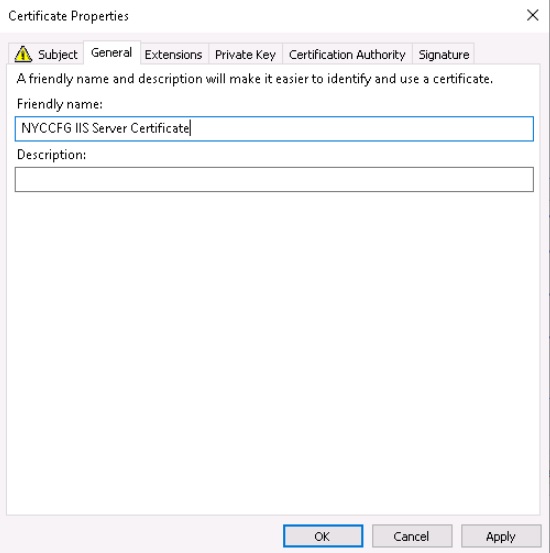 Certificate Properties
Subject General Extensions Private Key Certification Authority Signature
A friendly name and description will make it easier to identify and use a certificate.
Friendly name:
NYCCFG IIS Server Certificate
Description:
OK Cancel Apply